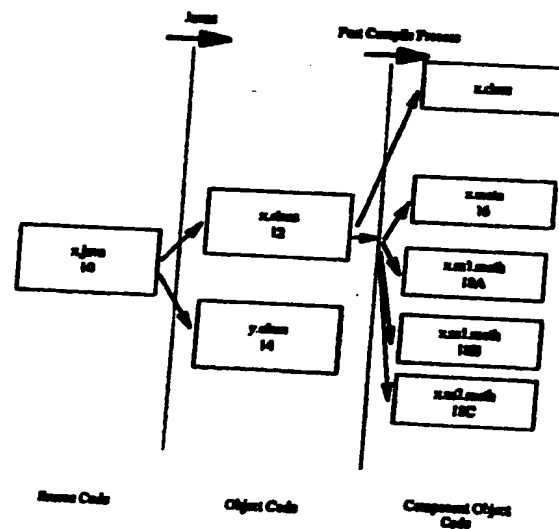 Javac
Post Compile Process
x.class
x.java
10
x.class
12
y.class
14
x.meta
16
x.m1.meth
18A
x.m1.meth
18B
x.m2.meth
18C
Source Code
Object Code
Component Object
Code